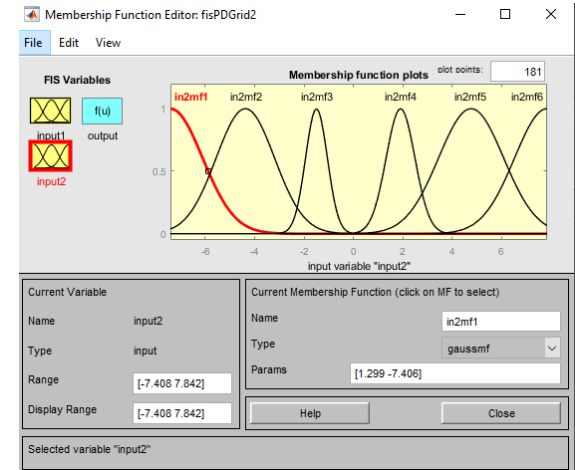 Membership Function Editor: fisPDGrid2
File Edit View
FIS Variables
f(u)
input1 output
input2
Membership function plots plot points: 181
in2mf1 in2mf2 in2mf3 in2mf4 in2mf5 in2mf6
1
0.5
0
-6 -4 -2 0 2 4 6
input variable "input2"
Current Variable
Name input2
Type input
Range [-7.408 7.842]
Display Range [-7.408 7.842]
Current Membership Function (click on MF to select)
Name in2mf1
Type gaussmf
Params [1.299 -7.406]
Help Close
Selected variable "input2"